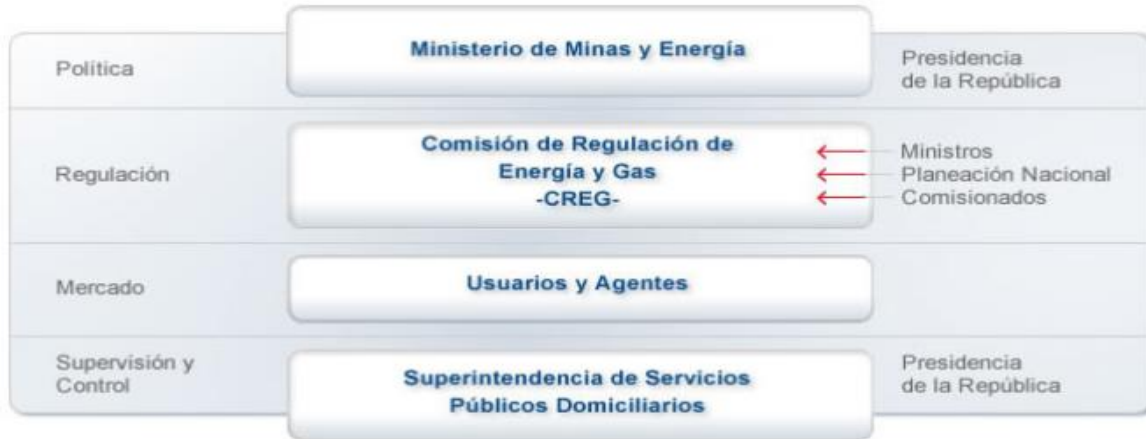 Política
Ministerio de Minas y Energía
Presidencia
de la República
Regulación
Comisión de Regulación de
Energía y Gas
-CREG-
Ministros
Planeación Nacional
Comisionados
Mercado
Usuarios y Agentes
Supervisión y
Control
Superintendencia de Servicios
Públicos Domiciliarios
Presidencia
de la República